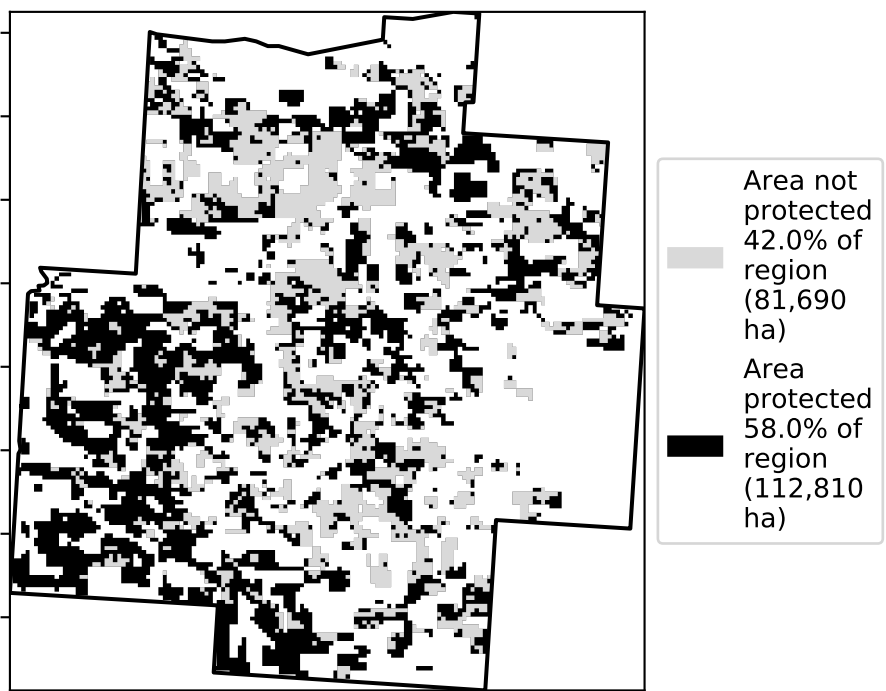 Area not
protected
42.0% of
region
(81,690
ha)
Area
protected
58.0% of
region
(112,810
ha)